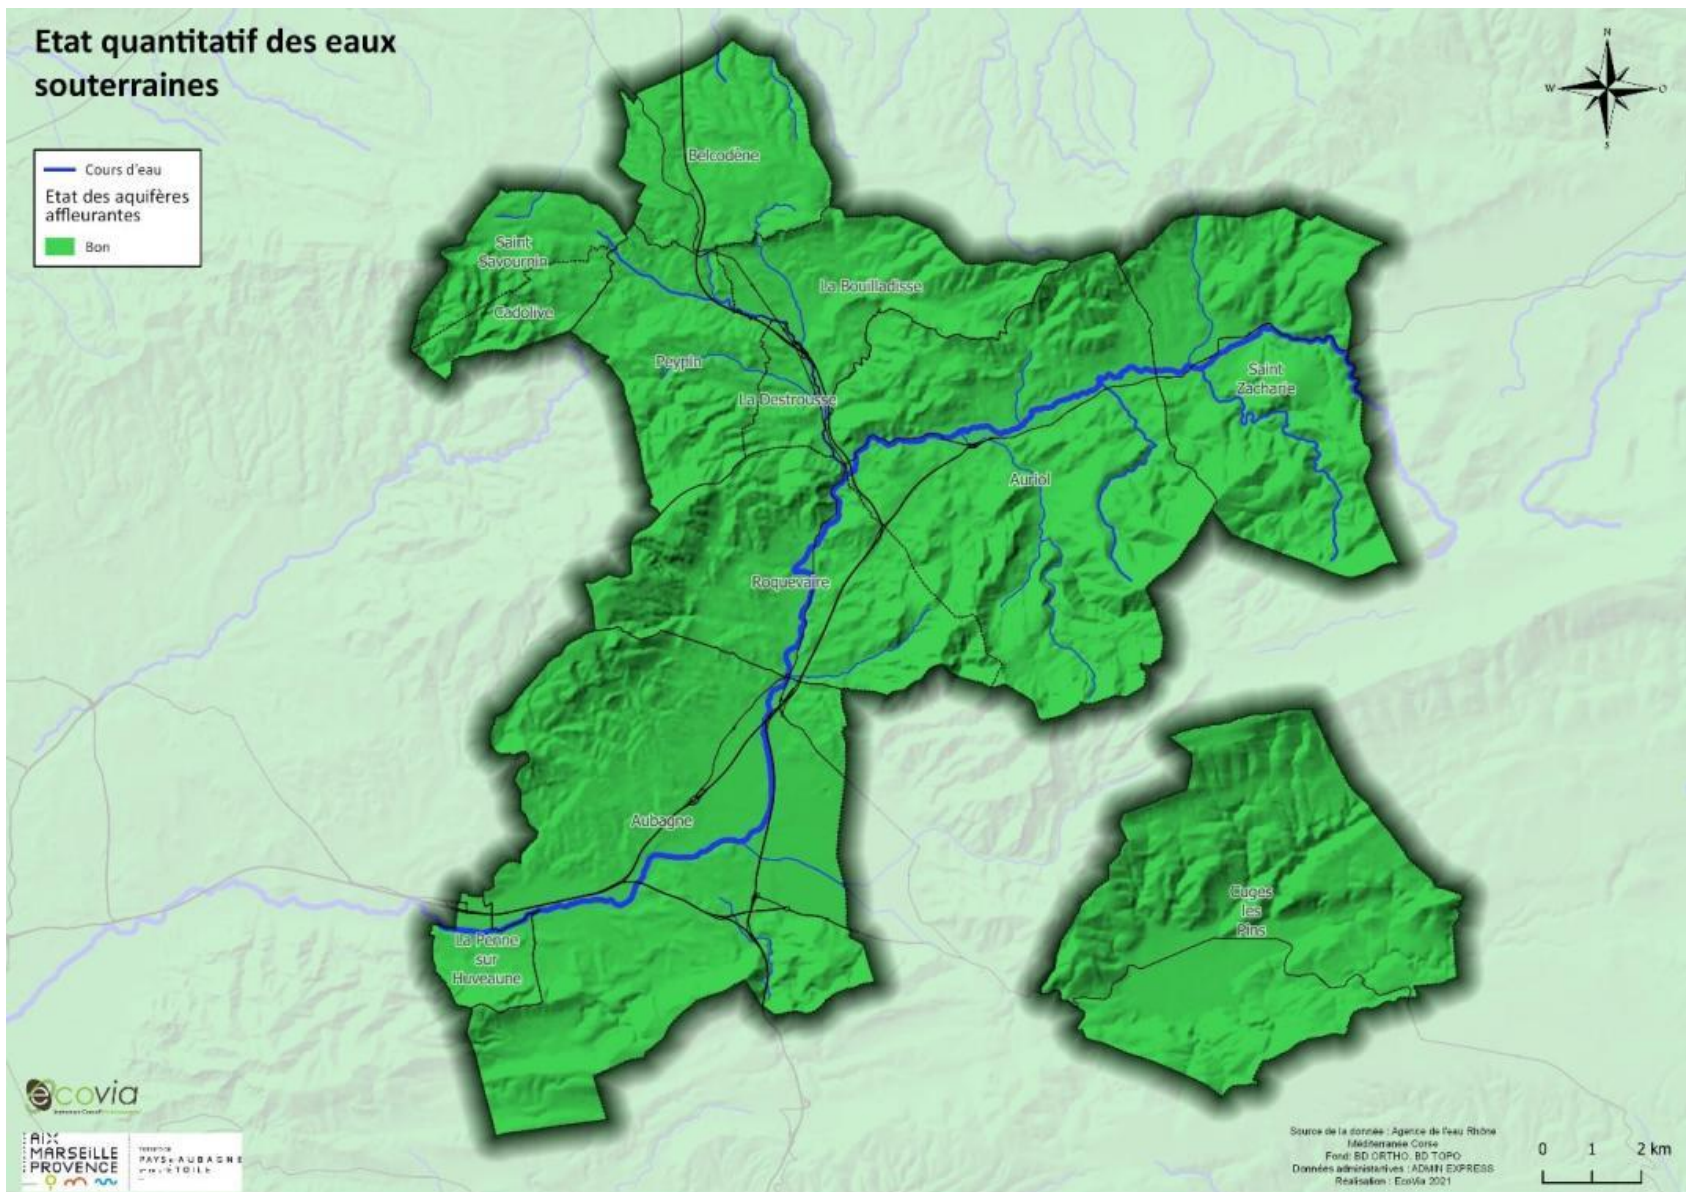 Etat quantitatif des eaux
souterraines
N
W
O
S
Cours d'eau
Etat des aquifères
affleurantes
Bon
Belcodène
Saint
Savournin
Cadolive
La Bouilladisse
Peypin
La Destrousse
Saint
Zacharie
Auriol
Roquevaire
Aubagne
Cuges
les
Pins
La Penne
sur
Huveaune
ecovia
AIX
MARSEILLE
PROVENCE
PAYS D'AUBAGNE
ÉTOILE
Source de la donnée : Agence de l'eau Rhône
Méditerranée Corse
Fond: BD ORTHO, BD TOPO
Données administratives : ADMIN EXPRESS
Réalisation : EcoVia 2021
0 1 2 km